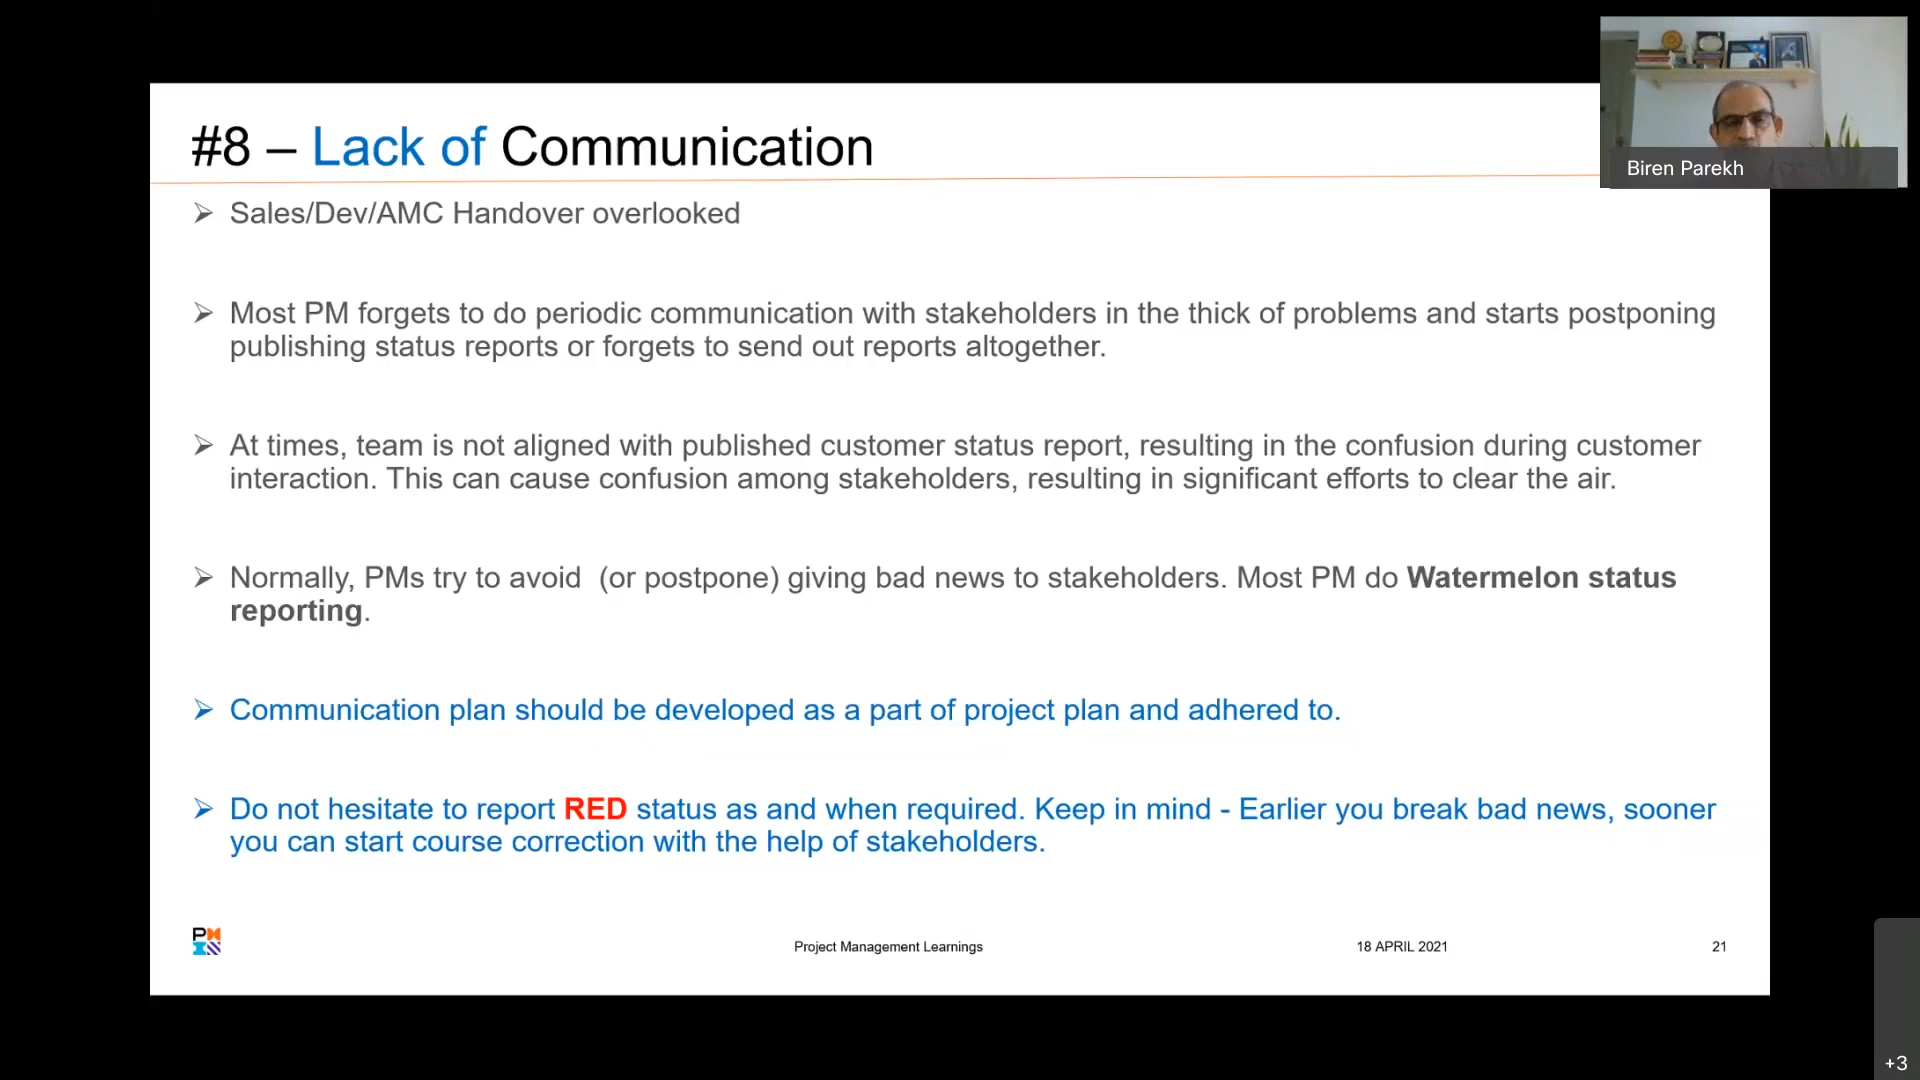 #8 – Lack of Communication
Biren Parekh
➢ Sales/Dev/AMC Handover overlooked
➢ Most PM forgets to do periodic communication with stakeholders in the thick of problems and starts postponing
publishing status reports or forgets to send out reports altogether.
➢ At times, team is not aligned with published customer status report, resulting in the confusion during customer
interaction. This can cause confusion among stakeholders, resulting in significant efforts to clear the air.
➢ Normally, PMs try to avoid  (or postpone) giving bad news to stakeholders. Most PM do Watermelon status
reporting.
➢ Communication plan should be developed as a part of project plan and adhered to.
➢ Do not hesitate to report RED status as and when required. Keep in mind - Earlier you break bad news, sooner
you can start course correction with the help of stakeholders.
Project Management Learnings
18 APRIL 2021
21
+3